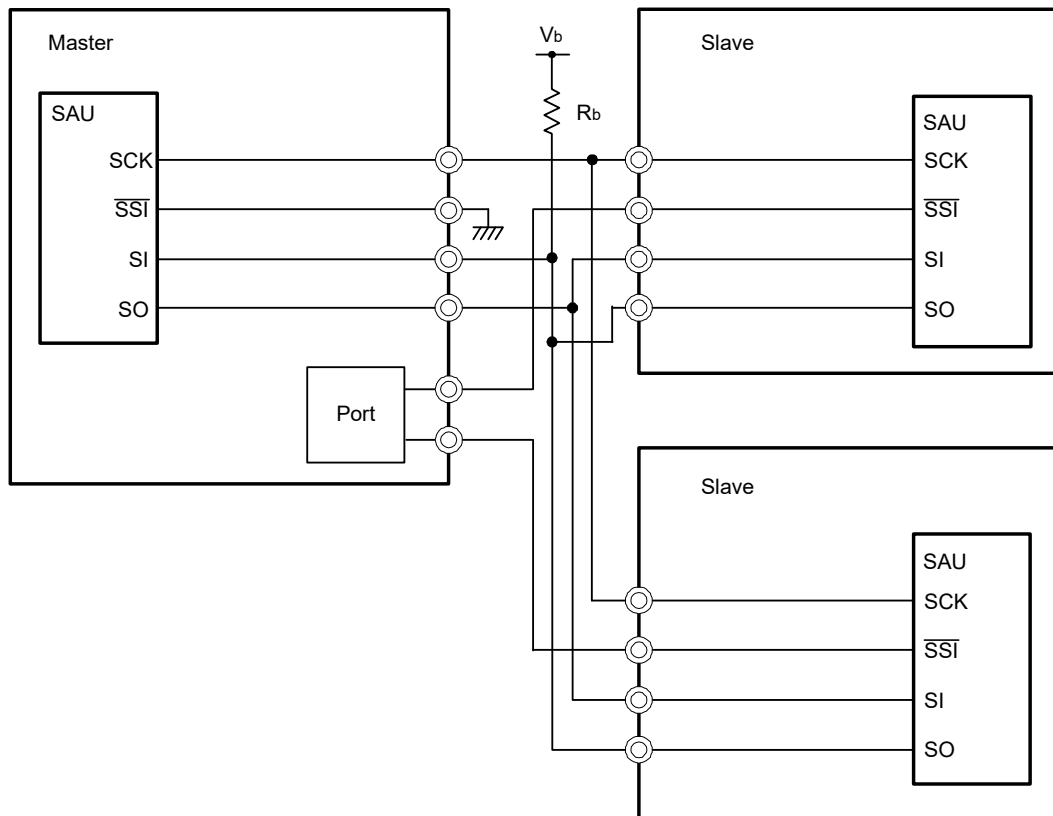 Master
SAU
SCK
SSI
SI
SO
Port
Vb
Rb
Slave
SAU
SCK
SSI
SI
SO
Slave
SAU
SCK
SSI
SI
SO